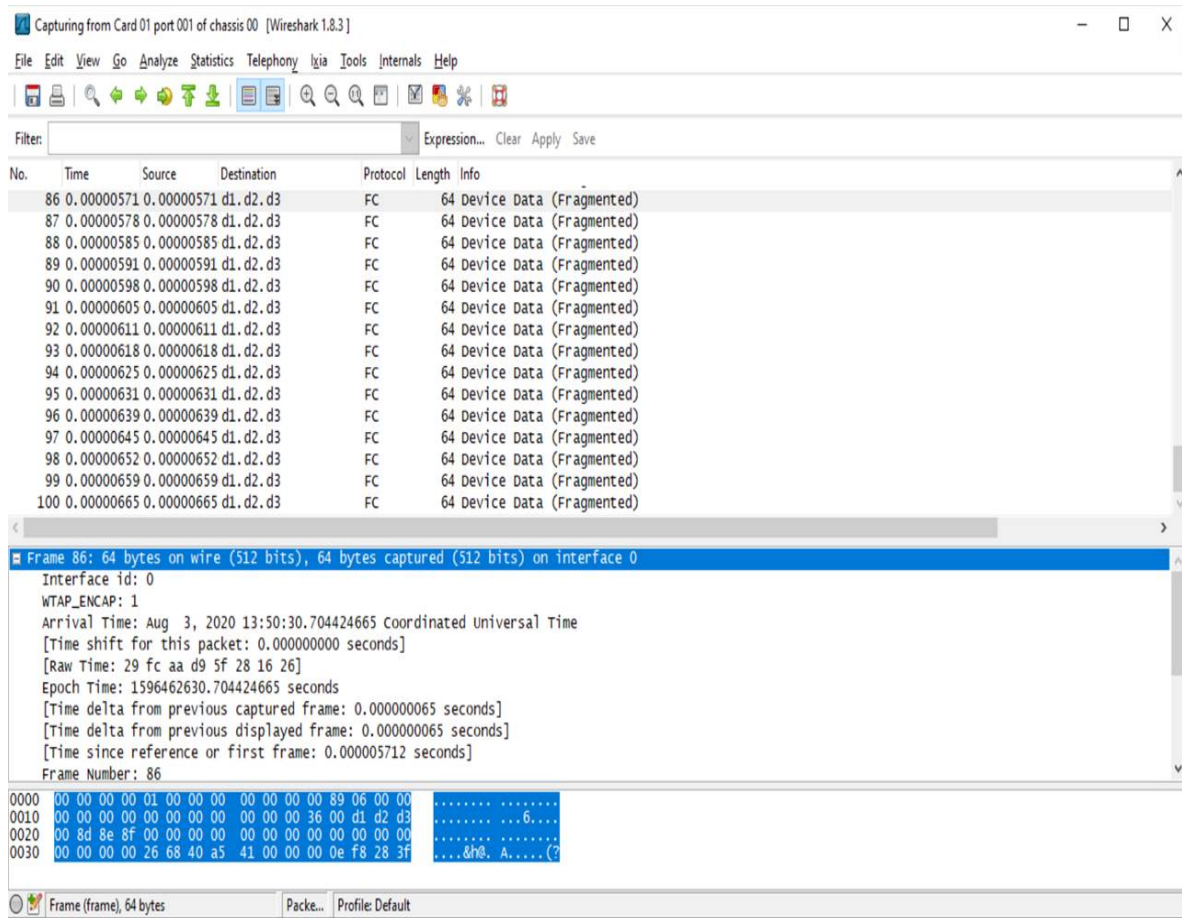 Capturing from Card 01 port 001 of chassis 00 [Wireshark 1.8.3 ]
File Edit View Go Analyze Statistics Telephony Ixia Tools Internals Help
Filter: Expression... Clear Apply Save
No. Time Source Destination Protocol Length Info
86 0.00000571 0.00000571 d1.d2.d3 FC 64 Device Data (Fragmented)
87 0.00000578 0.00000578 d1.d2.d3 FC 64 Device Data (Fragmented)
88 0.00000585 0.00000585 d1.d2.d3 FC 64 Device Data (Fragmented)
89 0.00000591 0.00000591 d1.d2.d3 FC 64 Device Data (Fragmented)
90 0.00000598 0.00000598 d1.d2.d3 FC 64 Device Data (Fragmented)
91 0.00000605 0.00000605 d1.d2.d3 FC 64 Device Data (Fragmented)
92 0.00000611 0.00000611 d1.d2.d3 FC 64 Device Data (Fragmented)
93 0.00000618 0.00000618 d1.d2.d3 FC 64 Device Data (Fragmented)
94 0.00000625 0.00000625 d1.d2.d3 FC 64 Device Data (Fragmented)
95 0.00000631 0.00000631 d1.d2.d3 FC 64 Device Data (Fragmented)
96 0.00000639 0.00000639 d1.d2.d3 FC 64 Device Data (Fragmented)
97 0.00000645 0.00000645 d1.d2.d3 FC 64 Device Data (Fragmented)
98 0.00000652 0.00000652 d1.d2.d3 FC 64 Device Data (Fragmented)
99 0.00000659 0.00000659 d1.d2.d3 FC 64 Device Data (Fragmented)
100 0.00000665 0.00000665 d1.d2.d3 FC 64 Device Data (Fragmented)
Frame 86: 64 bytes on wire (512 bits), 64 bytes captured (512 bits) on interface 0
Interface id: 0
WTAP_ENCAP: 1
Arrival Time: Aug 3, 2020 13:50:30.704424665 Coordinated Universal Time
[Time shift for this packet: 0.000000000 seconds]
[Raw Time: 29 fc aa d9 5f 28 16 26]
Epoch Time: 1596462630.704424665 seconds
[Time delta from previous captured frame: 0.000000065 seconds]
[Time delta from previous displayed frame: 0.000000065 seconds]
[Time since reference or first frame: 0.000005712 seconds]
Frame Number: 86
0000 00 00 00 00 01 00 00 00 00 00 00 00 89 06 00 00 ........ ........
0010 00 00 00 00 00 00 00 00 00 00 00 36 00 d1 d2 d3 ........ ...6....
0020 00 8d 8e 8f 00 00 00 00 00 00 00 00 00 00 00 00 ........ ........
0030 00 00 00 00 26 68 40 a5 41 00 00 00 0e f8 28 3f ....&h@. A.....(?
Frame (frame), 64 bytes Packe... Profile: Default